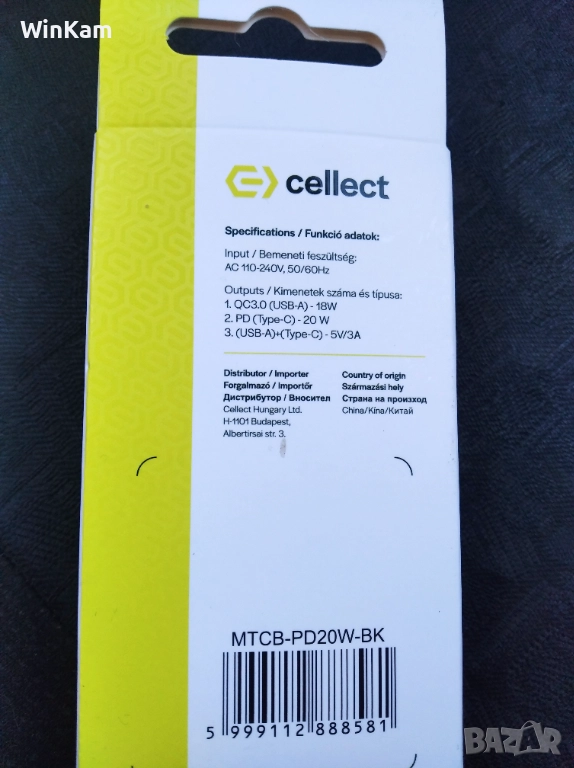 WinKam
cellect
Specifications / Funkció adatok:
Input / Bemeneti feszültség:
AC 110-240V, 50/60Hz
Outputs / Kimenetek száma és típusa:
1. QC3.0 (USB-A) - 18W
2. PD (Type-C) - 20 W
3. (USB-A)+(Type-C) - 5V/3A
Distributor / Importer
Forgalmazó / Importőr
Дистрибутор / Вносител
Cellect Hungary Ltd.
H-1101 Budapest,
Albertirsai str. 3.
Country of origin
Származási hely
Страна на произход
China/Kína/Китай
MTCB-PD20W-BK
5 999112 888581
BAZAR